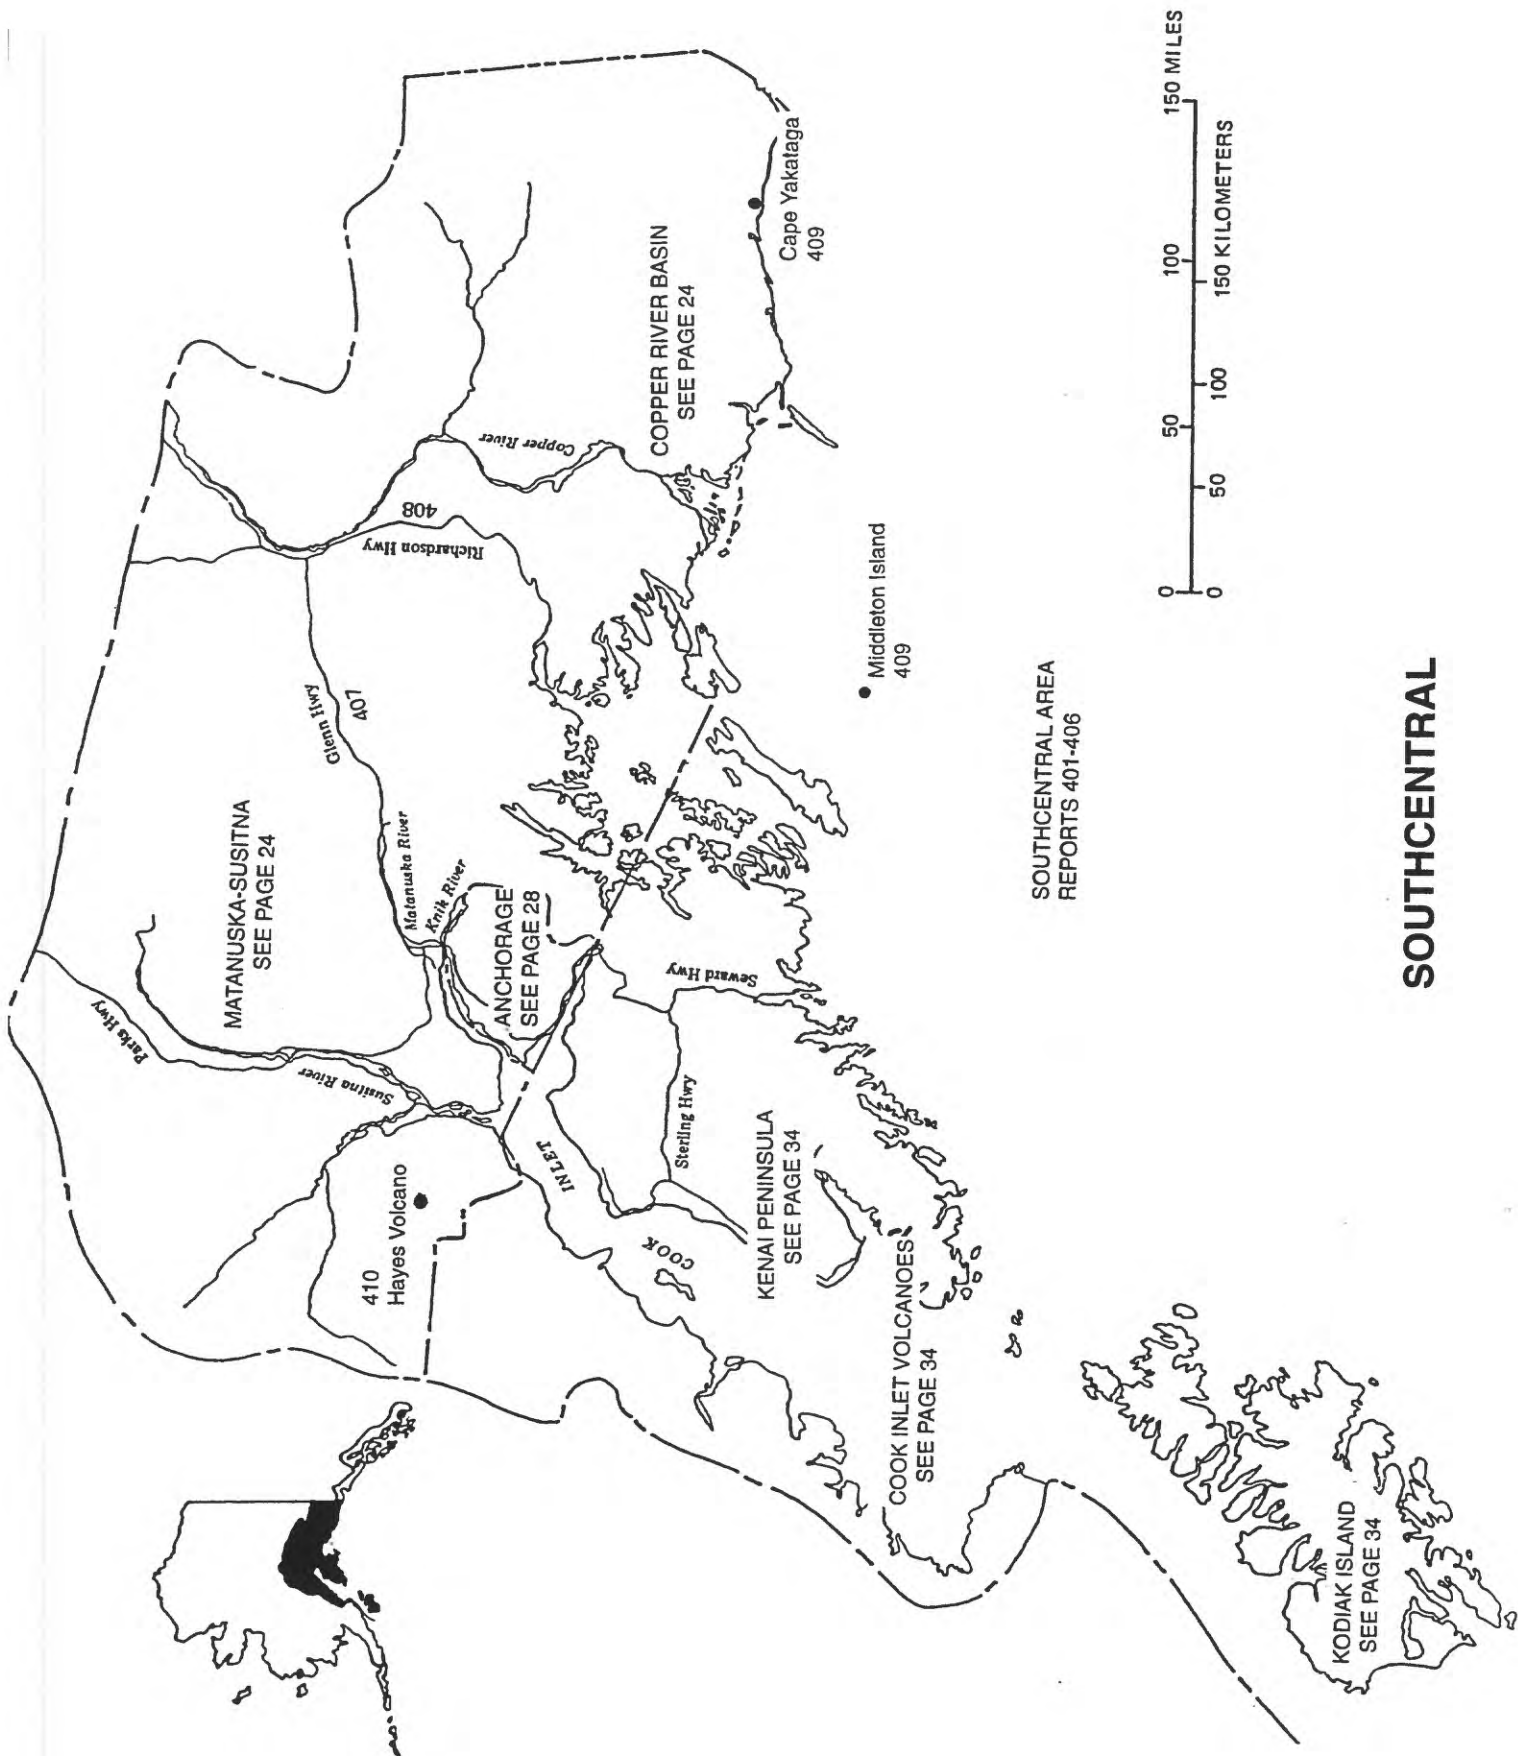 Parks Hwy
Susitna River
MATANUSKA-SUSITNA
SEE PAGE 24
Glenn Hwy
407
Matanuska River
Knik River
ANCHORAGE
SEE PAGE 28
410
Hayes Volcano
Richardson Hwy
408
Copper River
COPPER RIVER BASIN
SEE PAGE 24
Cape Yakataga
409
Middleton Island
409
COOK
INLET
Seward Hwy
Sterling Hwy
KENAI PENINSULA
SEE PAGE 34
COOK INLET VOLCANOES
SEE PAGE 34
KODIAK ISLAND
SEE PAGE 34
SOUTHCENTRAL AREA
REPORTS 401-406
0 50 100 150 MILES
0 50 100 150 KILOMETERS
SOUTHCENTRAL